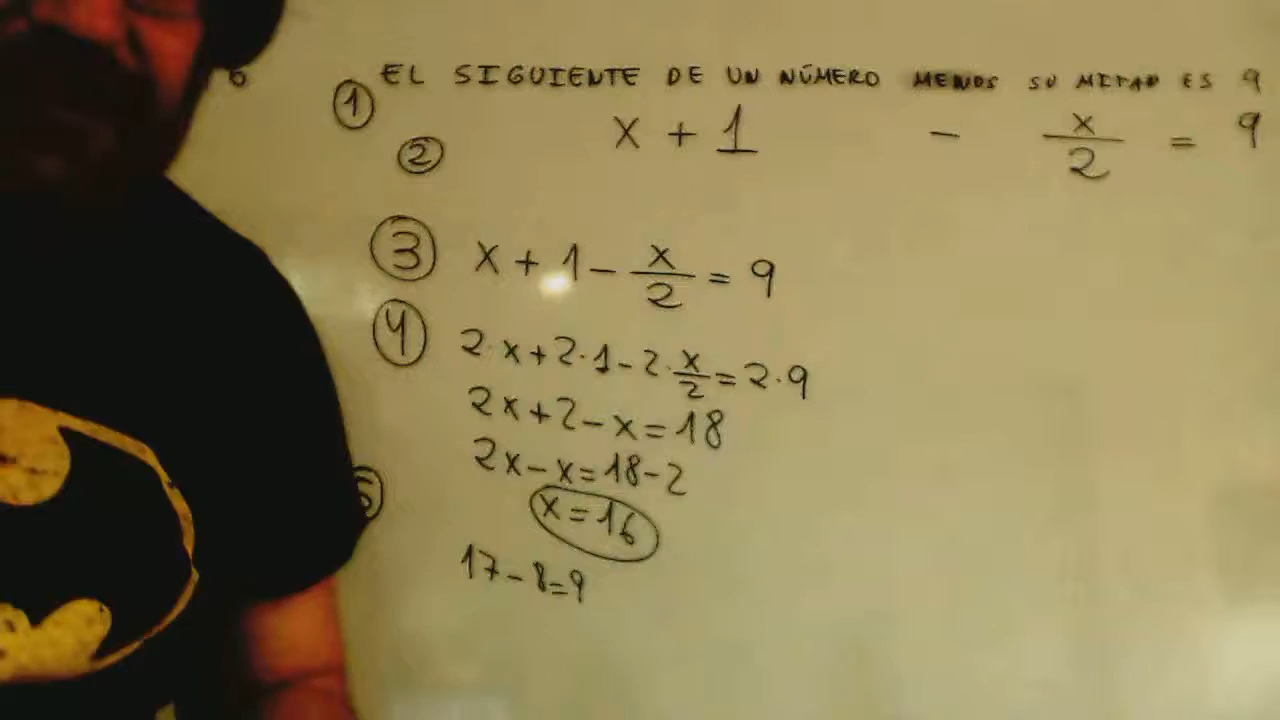 ① EL SIGUIENTE DE UN NÚMERO MENOS SU MITAD ES 9
② x + 1 - x/2 = 9
③ x + 1 - x/2 = 9
④ 2·x + 2·1 - 2·x/2 = 2·9
2x + 2 - x = 18
2x - x = 18 - 2
⑤ x = 16
17 - 8 = 9